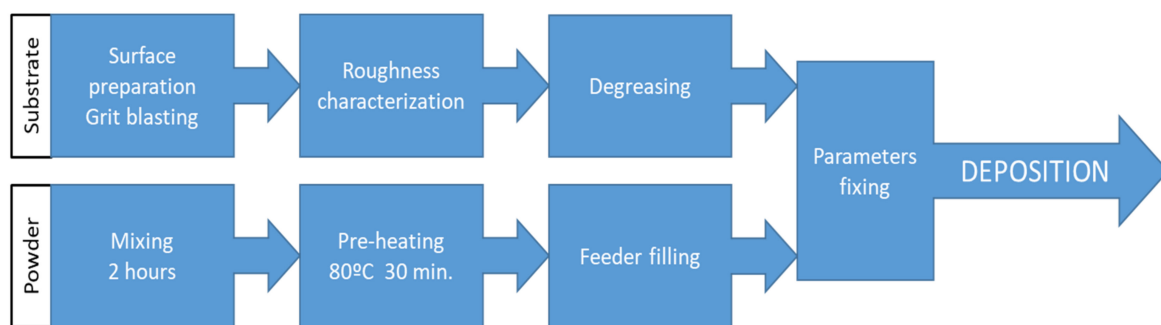 Substrate
Surface
preparation
Grit blasting
Roughness
characterization
Degreasing
Powder
Mixing
2 hours
Pre-heating
80ºC 30 min.
Feeder filling
Parameters
fixing
DEPOSITION